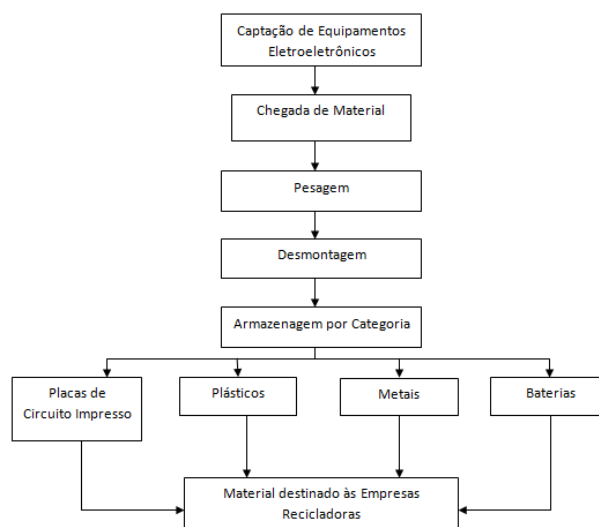 Captação de Equipamentos
Eletroeletrônicos
Chegada de Material
Pesagem
Desmontagem
Armazenagem por Categoria
Placas de
Circuito Impresso
Plásticos
Metais
Baterias
Material destinado às Empresas
Recicladoras